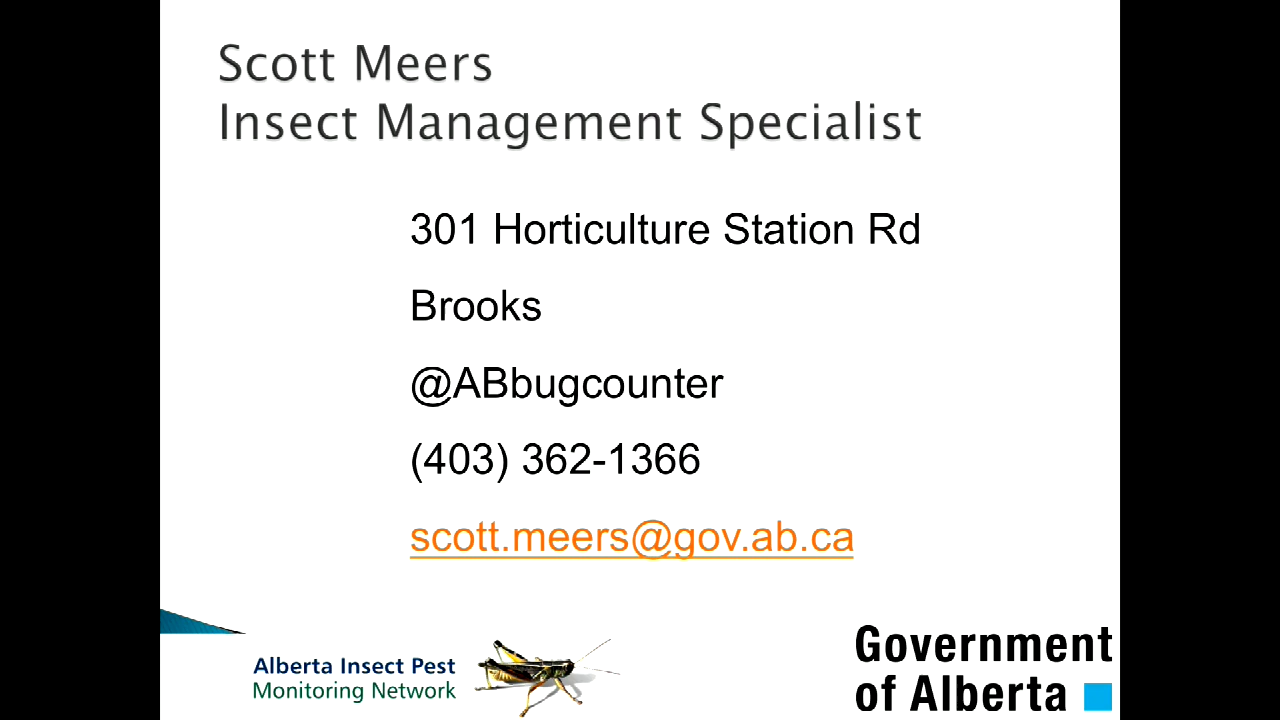 Scott Meers
Insect Management Specialist
301 Horticulture Station Rd
Brooks
@ABbugcounter
(403) 362-1366
scott.meers@gov.ab.ca
Alberta Insect Pest
Monitoring Network
Government
of Alberta